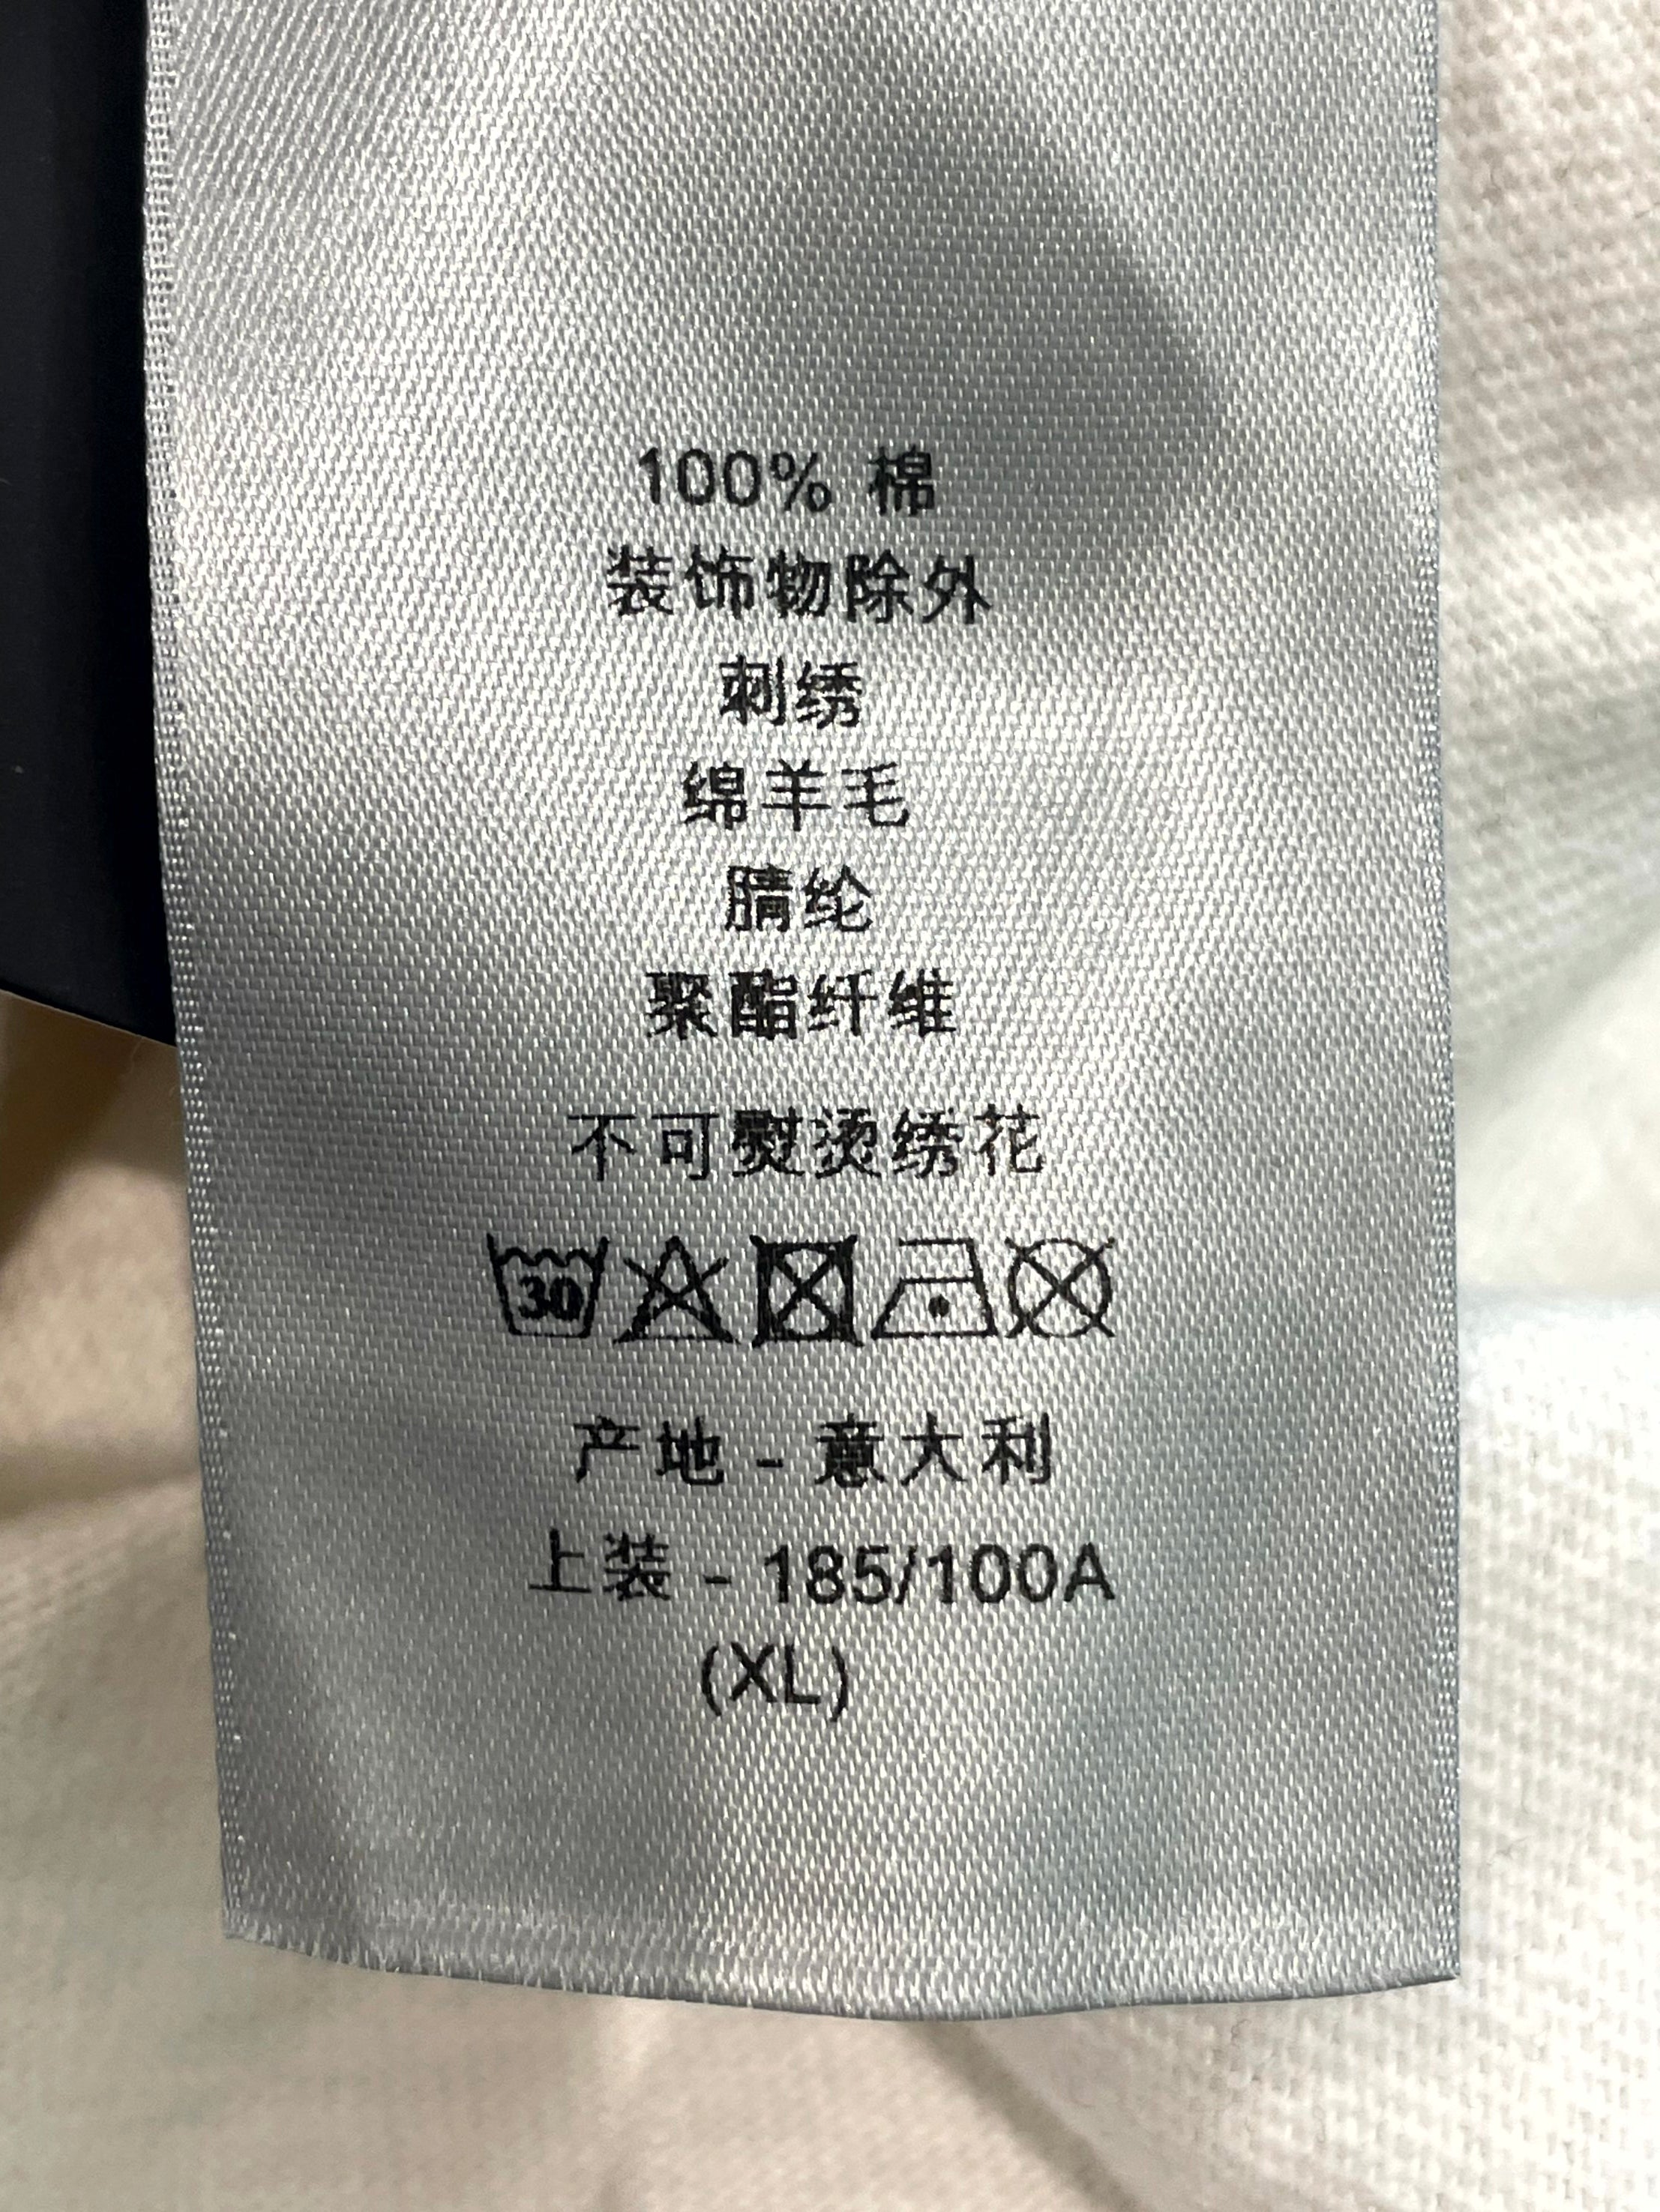 100% 棉
装饰物除外
刺绣
绵羊毛
腈纶
聚酯纤维
不可熨烫绣花
30
产地 - 意大利
上装 - 185/100A
(XL)